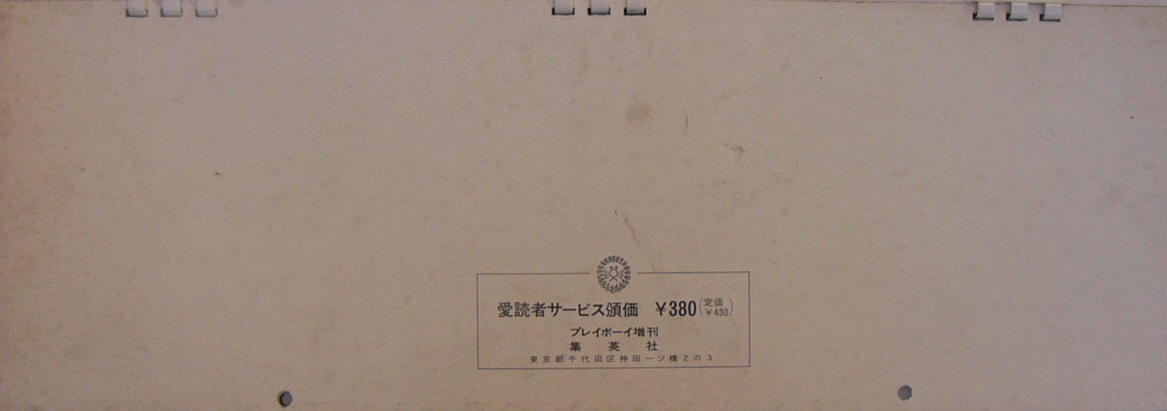 愛読者サービス頒価 ￥380(定価￥430)
プレイボーイ増刊
集英社
東京都千代田区神田一ツ橋2の3